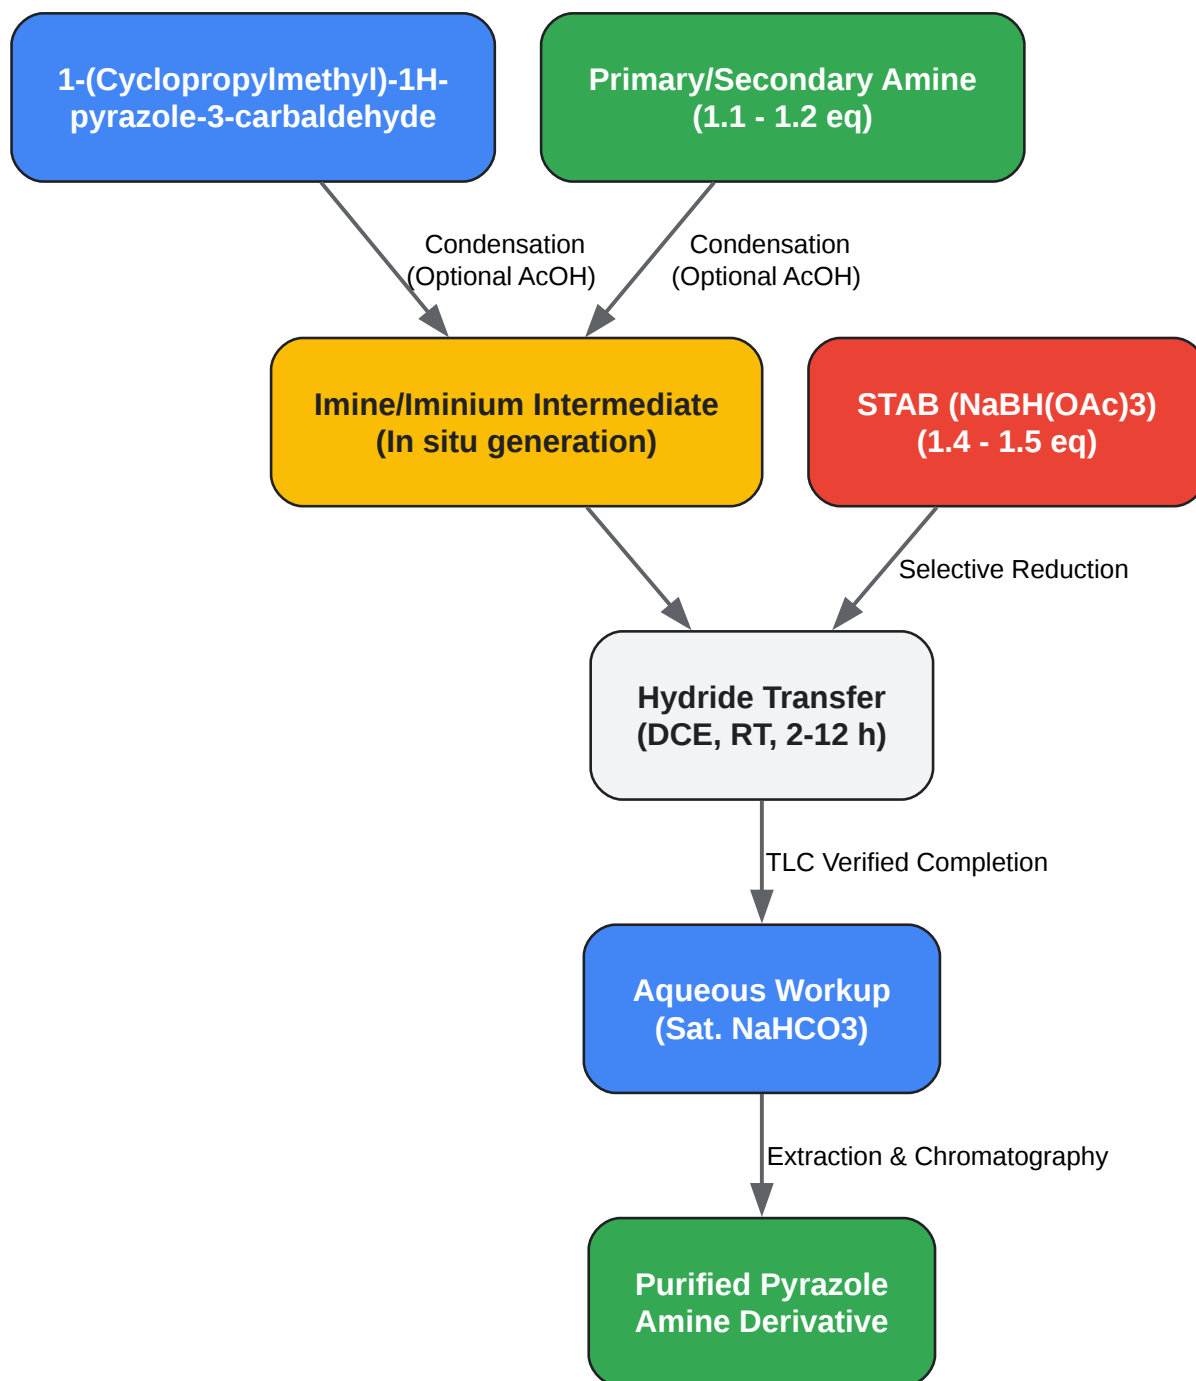 1-(Cyclopropylmethyl)-1H-
pyrazole-3-carbaldehyde
Primary/Secondary Amine
(1.1 - 1.2 eq)
Condensation
(Optional AcOH)
Condensation
(Optional AcOH)
Imine/Iminium Intermediate
(In situ generation)
STAB (NaBH(OAc)3)
(1.4 - 1.5 eq)
Selective Reduction
Hydride Transfer
(DCE, RT, 2-12 h)
TLC Verified Completion
Aqueous Workup
(Sat. NaHCO3)
Extraction & Chromatography
Purified Pyrazole
Amine Derivative